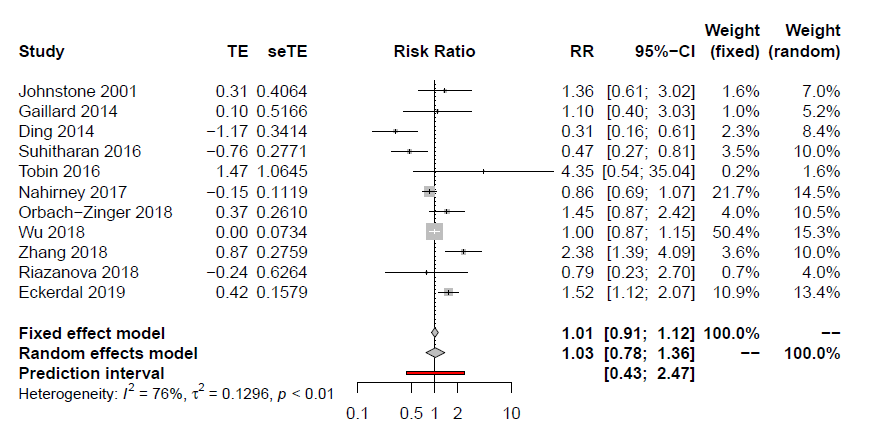 Weight Weight
Study TE seTE Risk Ratio RR 95%−CI (fixed) (random)
Johnstone 2001 0.31 0.4064 1.36 [0.61; 3.02] 1.6% 7.0%
Gaillard 2014 0.10 0.5166 1.10 [0.40; 3.03] 1.0% 5.2%
Ding 2014 −1.17 0.3414 0.31 [0.16; 0.61] 2.3% 8.4%
Suhitharan 2016 −0.76 0.2771 0.47 [0.27; 0.81] 3.5% 10.0%
Tobin 2016 1.47 1.0645 4.35 [0.54; 35.04] 0.2% 1.6%
Nahirney 2017 −0.15 0.1119 0.86 [0.69; 1.07] 21.7% 14.5%
Orbach−Zinger 2018 0.37 0.2610 1.45 [0.87; 2.42] 4.0% 10.5%
Wu 2018 0.00 0.0734 1.00 [0.87; 1.15] 50.4% 15.3%
Zhang 2018 0.87 0.2759 2.38 [1.39; 4.09] 3.6% 10.0%
Riazanova 2018 −0.24 0.6264 0.79 [0.23; 2.70] 0.7% 4.0%
Eckerdal 2019 0.42 0.1579 1.52 [1.12; 2.07] 10.9% 13.4%
Fixed effect model 1.01 [0.91; 1.12] 100.0% −−
Random effects model 1.03 [0.78; 1.36] −− 100.0%
Prediction interval [0.43; 2.47]
Heterogeneity: I² = 76%, τ² = 0.1296, p < 0.01
0.1 0.5 1 2 10